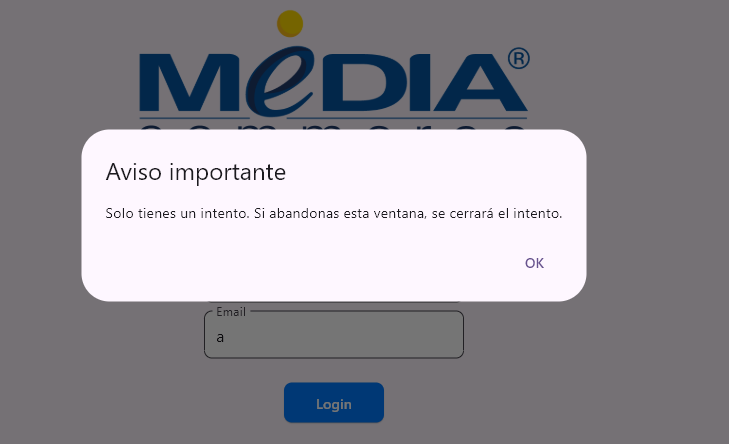 MeDIA®
Aviso importante
Solo tienes un intento. Si abandonas esta ventana, se cerrará el intento.
OK
Email
a
Login